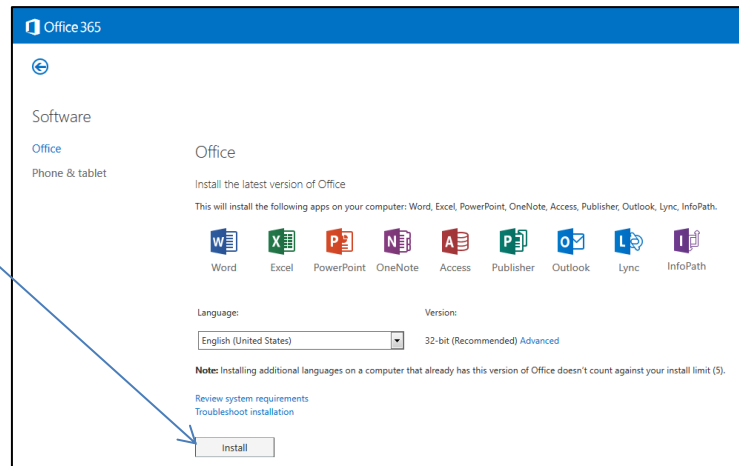 Office 365
Software
Office
Phone & tablet
Office
Install the latest version of Office
This will install the following apps on your computer: Word, Excel, PowerPoint, OneNote, Access, Publisher, Outlook, Lync, InfoPath.
Word Excel PowerPoint OneNote Access Publisher Outlook Lync InfoPath
Language: Version:
English (United States) 32-bit (Recommended) Advanced
Note: Installing additional languages on a computer that already has this version of Office doesn't count against your install limit (5).
Review system requirements
Troubleshoot installation
Install